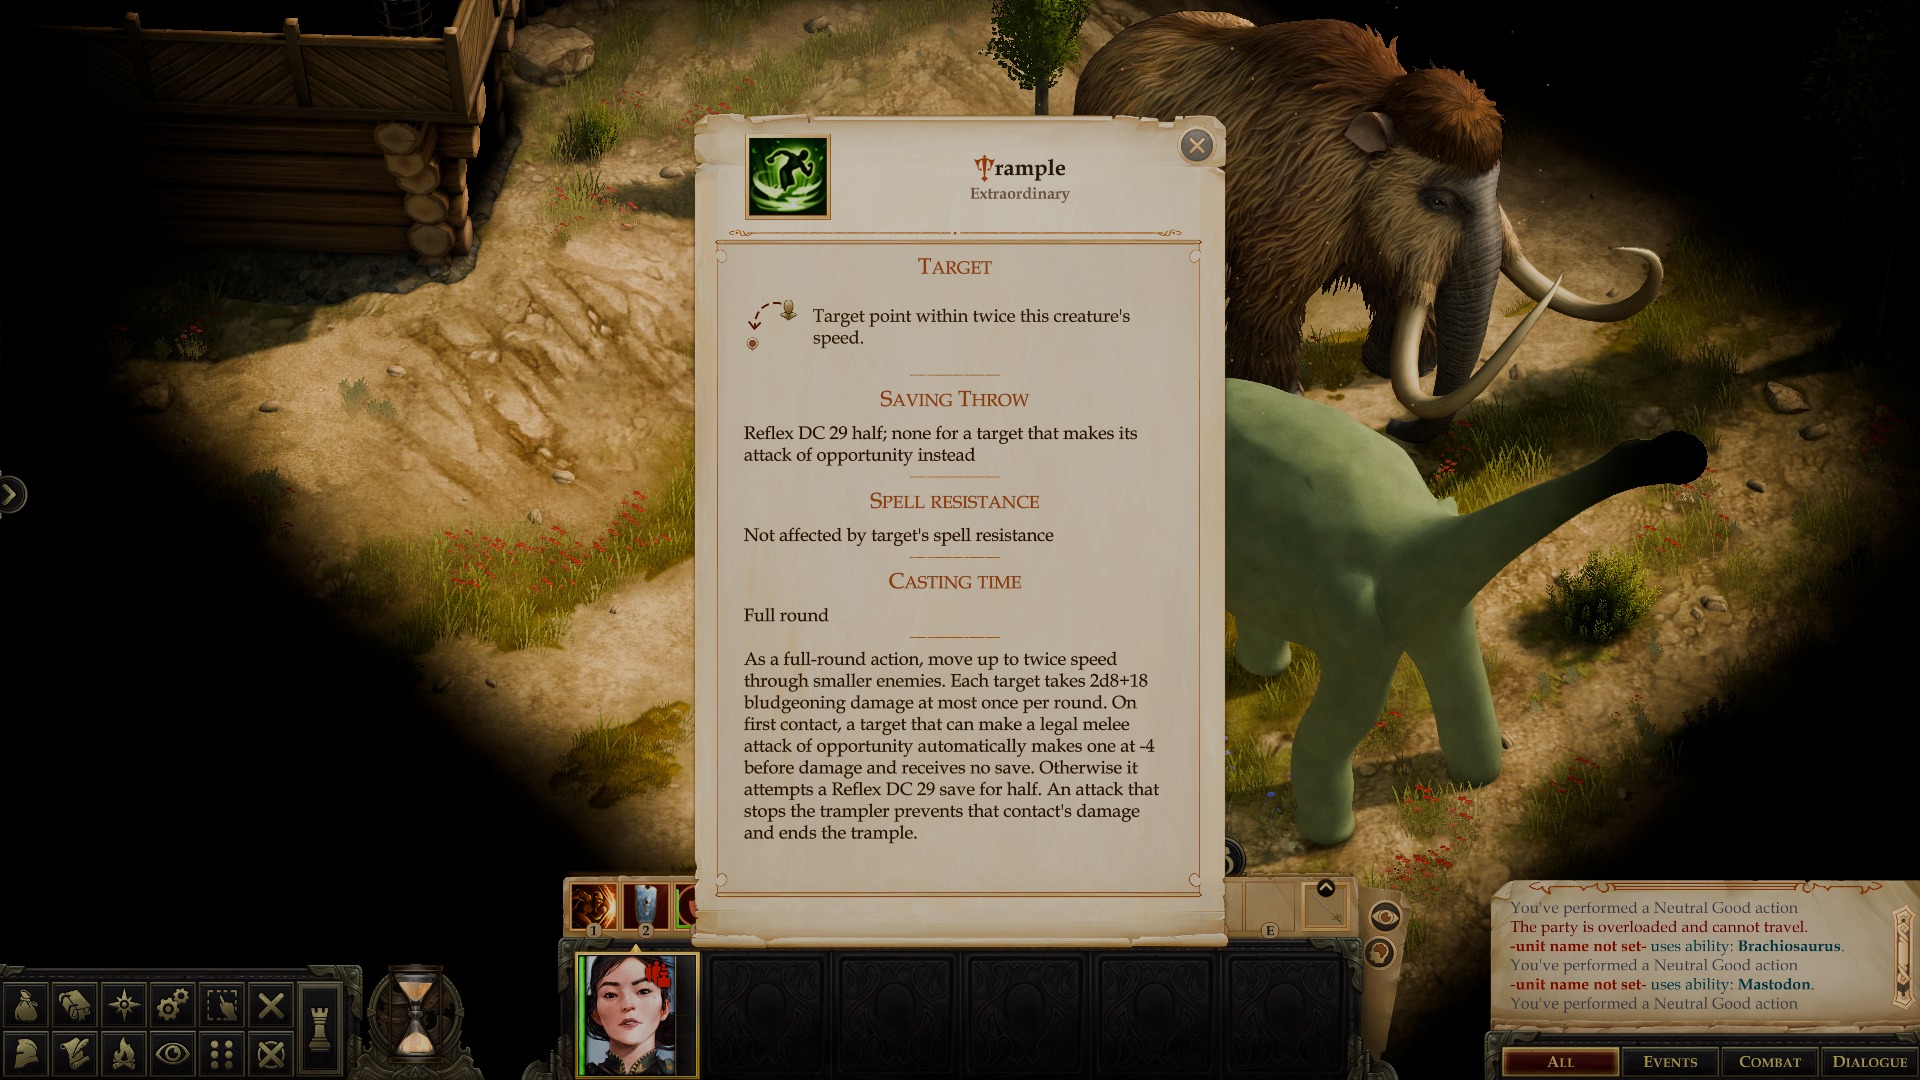 Trample
Extraordinary
TARGET
Target point within twice this creature's
speed.
SAVING THROW
Reflex DC 29 half; none for a target that makes its
attack of opportunity instead
SPELL RESISTANCE
Not affected by target's spell resistance
CASTING TIME
Full round
As a full-round action, move up to twice speed
through smaller enemies. Each target takes 2d8+18
bludgeoning damage at most once per round. On
first contact, a target that can make a legal melee
attack of opportunity automatically makes one at -4
before damage and receives no save. Otherwise it
attempts a Reflex DC 29 save for half. An attack that
stops the trampler prevents that contact's damage
and ends the trample.
1
2
E
You've performed a Neutral Good action
The party is overloaded and cannot travel.
-unit name not set- uses ability: Brachiosaurus.
You've performed a Neutral Good action
-unit name not set- uses ability: Mastodon.
You've performed a Neutral Good action
ALL
EVENTS
COMBAT
DIALOGUE